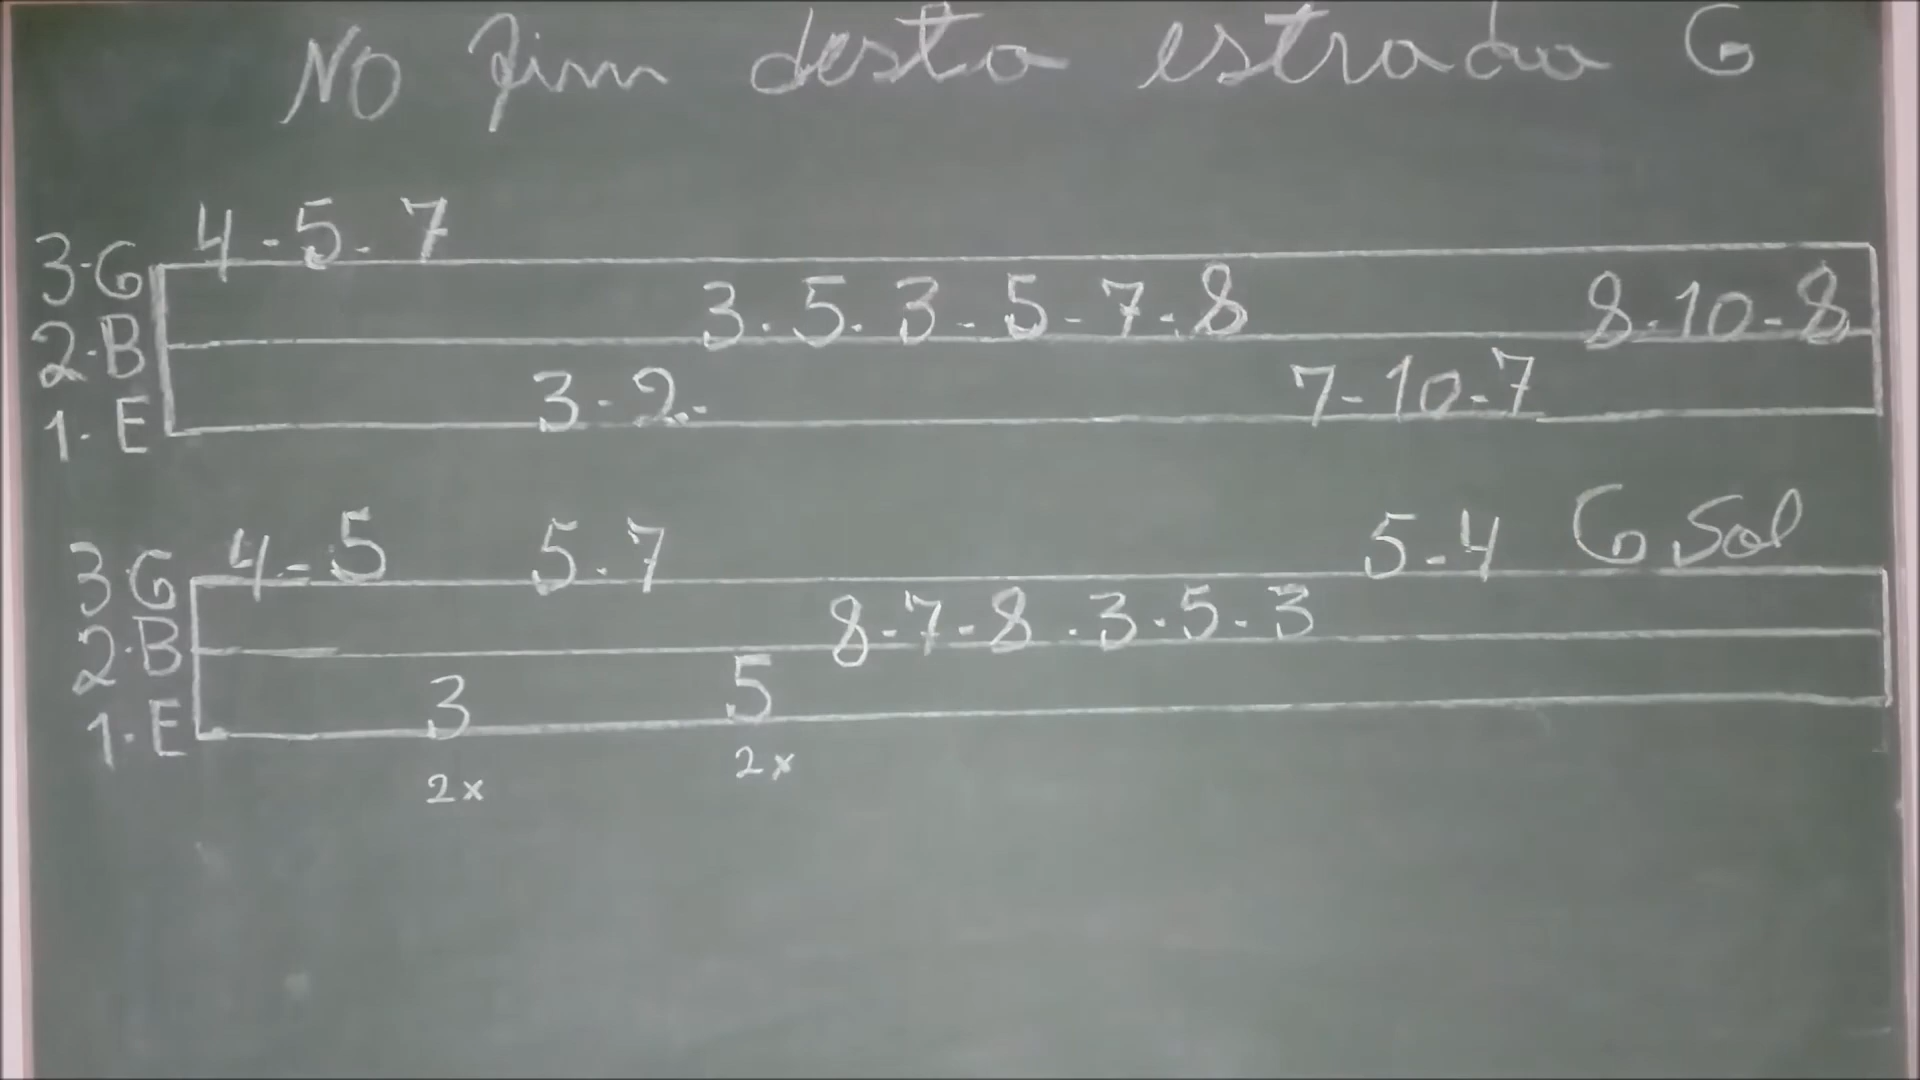 No fim desta estrada G
4-5-7
3-G
3.5.3-5-7-8 8-10-8
2-B
3-2.- 7-10-7
1-E
4-5 5.7 5-4 G Sol
3-G
8-7-8.3.5-3
2-B
3 5
1-E
2x 2x